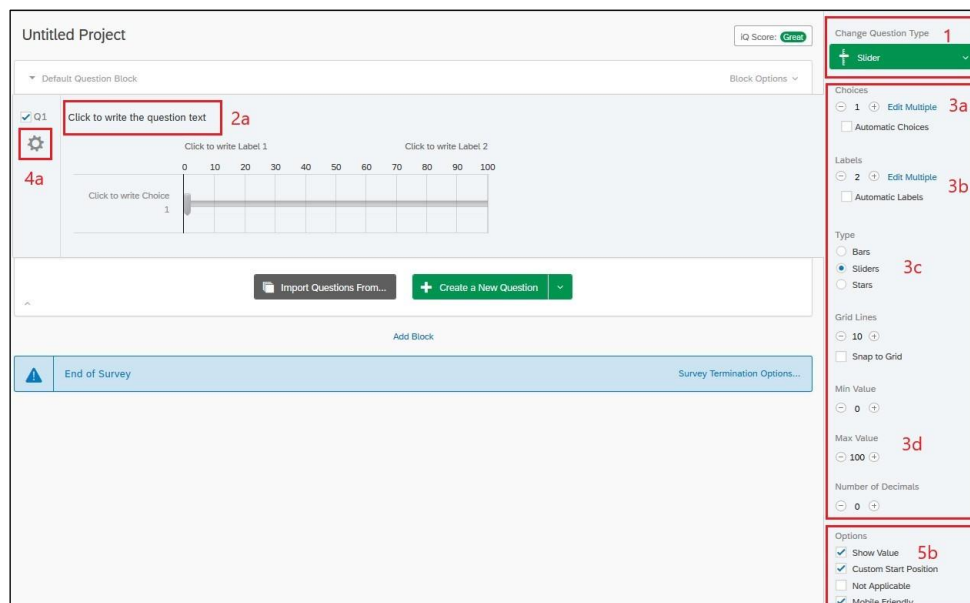 Untitled Project
iQ Score: Great
Default Question Block
Block Options
Q1
Click to write the question text
2a
4a
Click to write Label 1
Click to write Label 2
0 10 20 30 40 50 60 70 80 90 100
Click to write Choice
1
Import Questions From...
Create a New Question
Add Block
End of Survey
Survey Termination Options...
Change Question Type
1
Slider
Choices
1 Edit Multiple
3a
Automatic Choices
Labels
2 Edit Multiple
3b
Automatic Labels
Type
Bars
Sliders
3c
Stars
Grid Lines
10
Snap to Grid
Min Value
0
Max Value
3d
100
Number of Decimals
0
Options
Show Value
5b
Custom Start Position
Not Applicable
Mobile Friendly